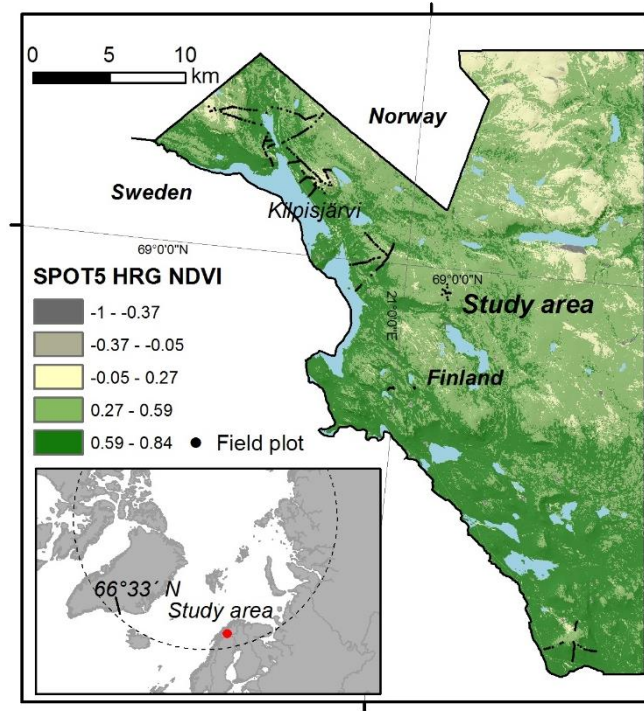 0 5 10
km
Norway
Sweden
Kilpisjärvi
69°0'0"N
69°0'0"N
SPOT5 HRG NDVI
Study area
21°0'0"E
-1 - -0.37
-0.37 - -0.05
-0.05 - 0.27
Finland
0.27 - 0.59
0.59 - 0.84
Field plot
66°33´ N
Study area